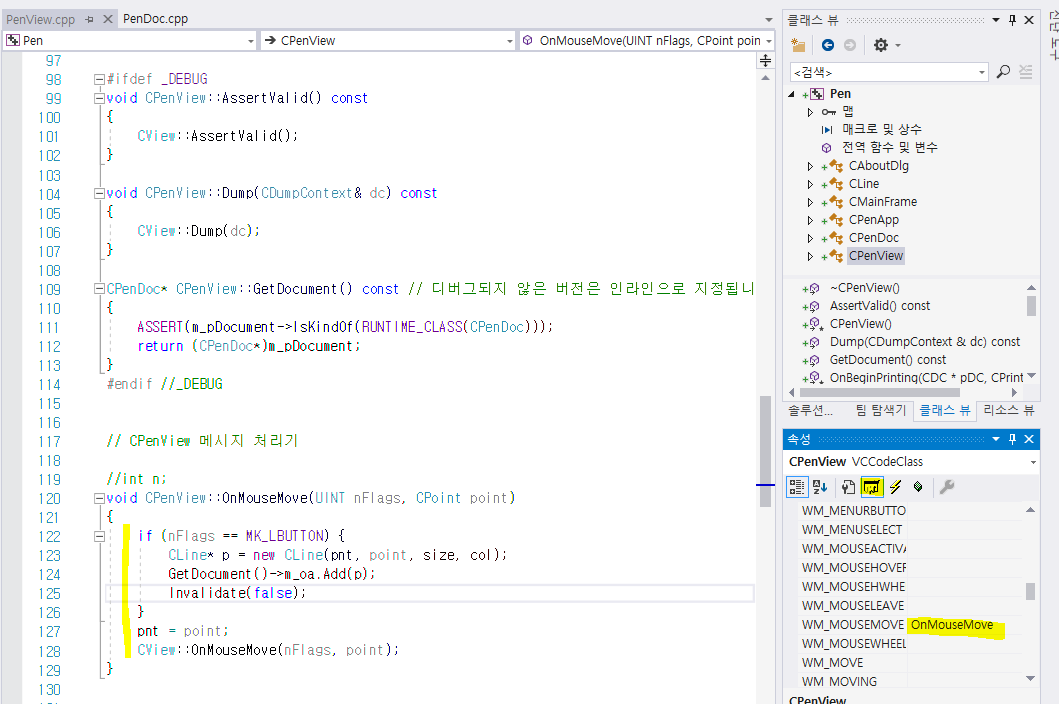 PenView.cpp
PenDoc.cpp
Pen
CPenView
OnMouseMove(UINT nFlags, CPoint poin
97
98 #ifdef _DEBUG
99 void CPenView::AssertValid() const
100 {
101 CView::AssertValid();
102 }
103
104 void CPenView::Dump(CDumpContext& dc) const
105 {
106 CView::Dump(dc);
107 }
108
109 CPenDoc* CPenView::GetDocument() const // 디버그되지 않은 버전은 인라인으로 지정됩니
110 {
111 ASSERT(m_pDocument->IsKindOf(RUNTIME_CLASS(CPenDoc)));
112 return (CPenDoc*)m_pDocument;
113 }
114 #endif //_DEBUG
115
116
117 // CPenView 메시지 처리기
118
119 //int n;
120 void CPenView::OnMouseMove(UINT nFlags, CPoint point)
121 {
122 if (nFlags == MK_LBUTTON) {
123 CLine* p = new CLine(pnt, point, size, col);
124 GetDocument()->m_oa.Add(p);
125 Invalidate(false);
126 }
127 pnt = point;
128 CView::OnMouseMove(nFlags, point);
129 }
130
클래스 뷰
<검색>
Pen
맵
매크로 및 상수
전역 함수 및 변수
CAboutDlg
CLine
CMainFrame
CPenApp
CPenDoc
CPenView
~CPenView()
AssertValid() const
CPenView()
Dump(CDumpContext & dc) const
GetDocument() const
OnBeginPrinting(CDC * pDC, CPrint
솔루션... 팀 탐색기 클래스 뷰 리소스 뷰
속성
CPenView VCCodeClass
WM_MENURBUTTO
WM_MENUSELECT
WM_MOUSEACTIVA
WM_MOUSEHOVER
WM_MOUSEHWHE
WM_MOUSELEAVE
WM_MOUSEMOVE OnMouseMove
WM_MOUSEWHEEL
WM_MOVE
WM_MOVING
CPenView